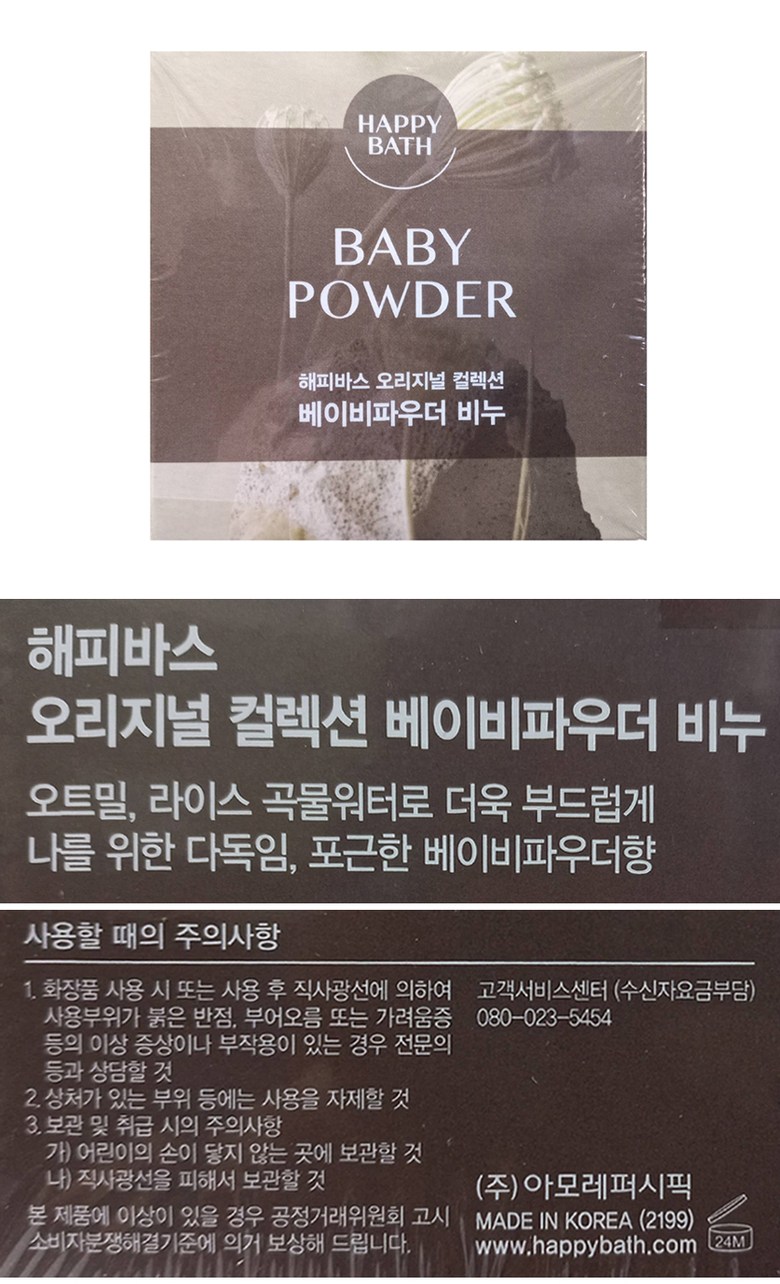 HAPPY
BATH
BABY
POWDER
해피바스 오리지널 컬렉션
베이비파우더 비누
해피바스
오리지널 컬렉션 베이비파우더 비누
오트밀, 라이스 곡물워터로 더욱 부드럽게
나를 위한 다독임, 포근한 베이비파우더향
사용할 때의 주의사항
1. 화장품 사용 시 또는 사용 후 직사광선에 의하여
사용부위가 붉은 반점, 부어오름 또는 가려움증
등의 이상 증상이나 부작용이 있는 경우 전문의
등과 상담할 것
2. 상처가 있는 부위 등에는 사용을 자제할 것
3. 보관 및 취급 시의 주의사항
가) 어린이의 손이 닿지 않는 곳에 보관할 것
나) 직사광선을 피해서 보관할 것
본 제품에 이상이 있을 경우 공정거래위원회 고시
소비자분쟁해결기준에 의거 보상해 드립니다.
고객서비스센터 (수신자요금부담)
080-023-5454
(주)아모레퍼시픽
MADE IN KOREA (2199)
www.happybath.com
24M